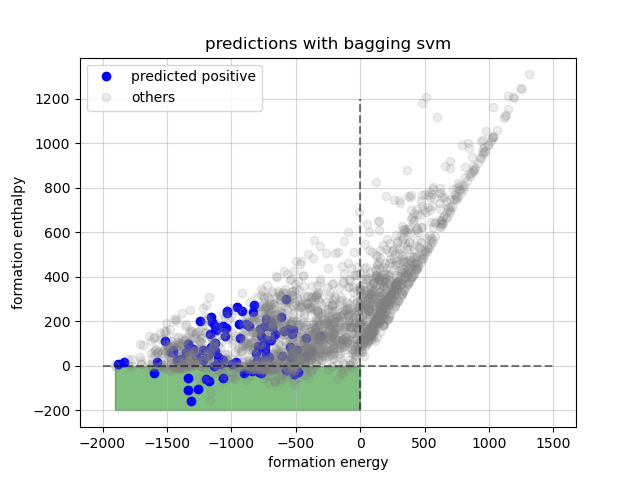 predictions with bagging svm
predicted positive
others
formation enthalpy
1200
1000
800
600
400
200
0
−200
−2000 −1500 −1000 −500 0 500 1000 1500
formation energy